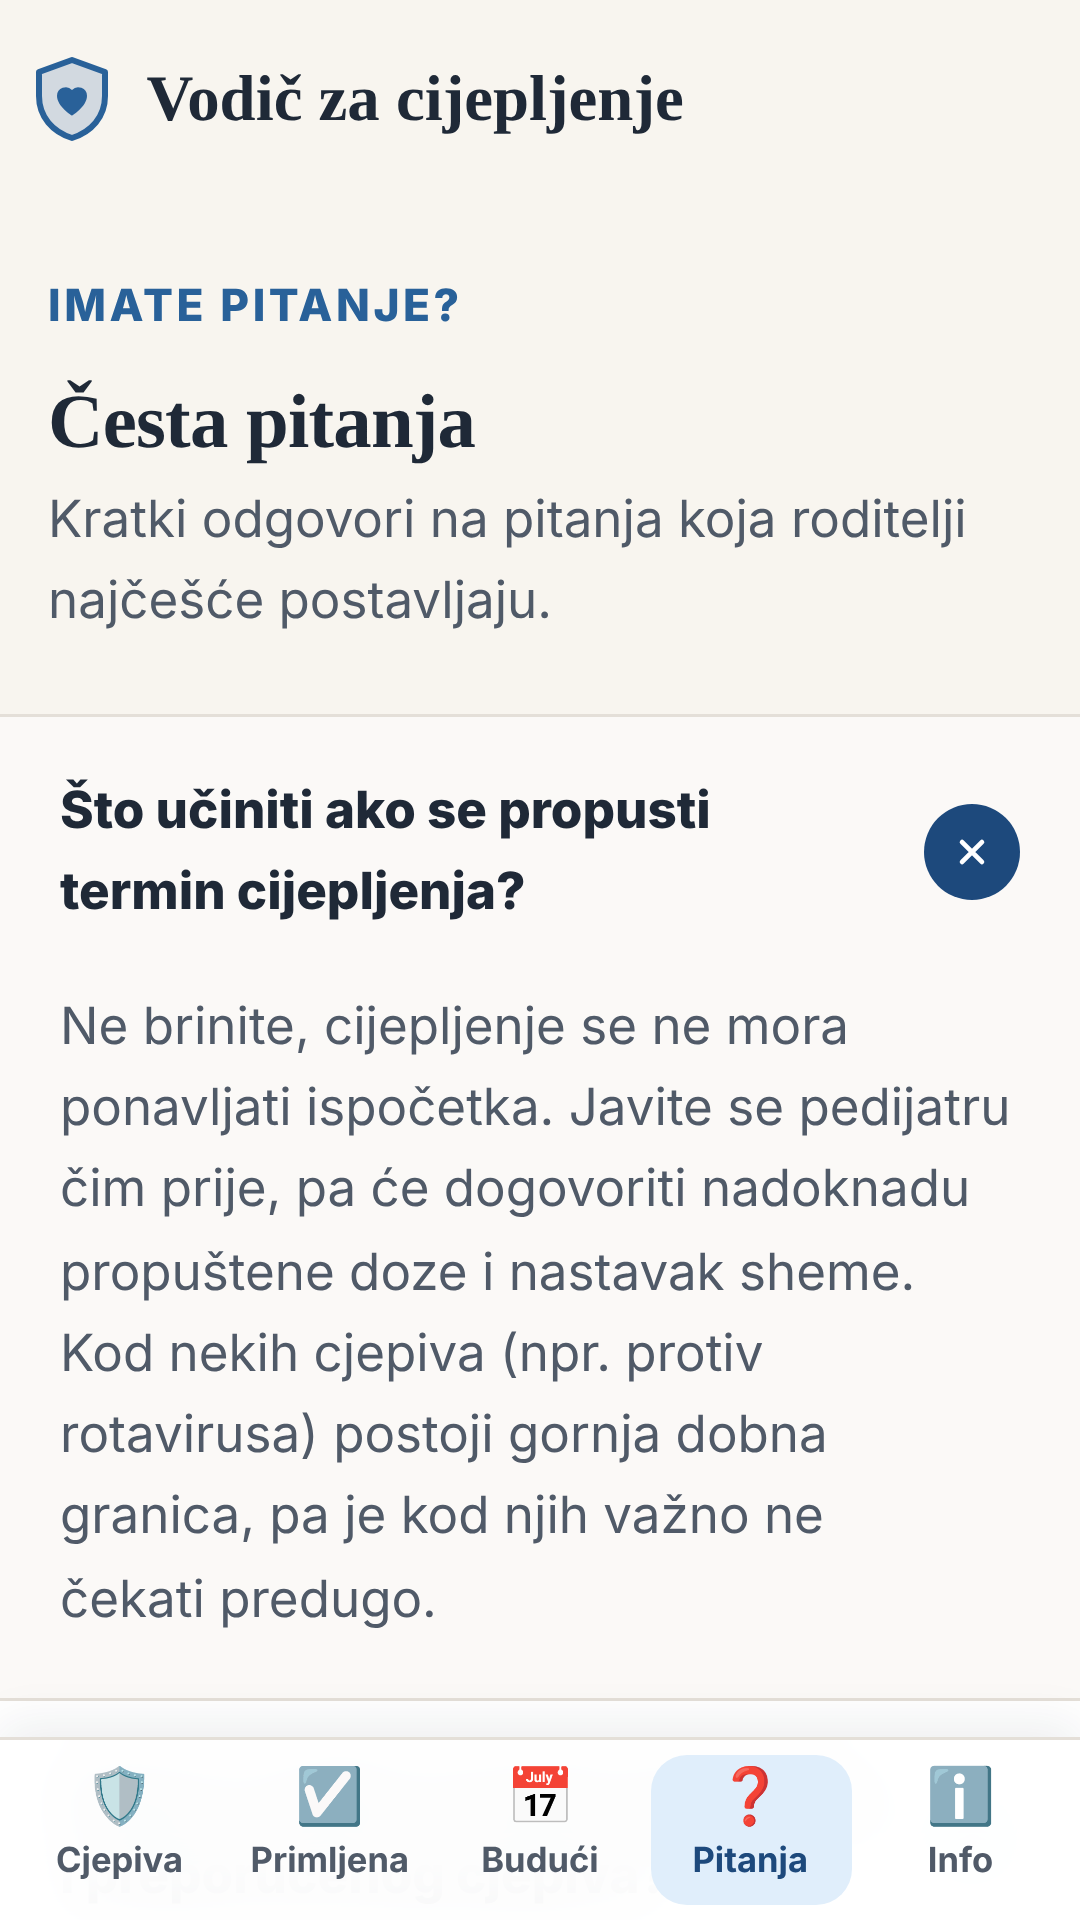 Vodič za cijepljenje
IMATE PITANJE?
Česta pitanja
Kratki odgovori na pitanja koja roditelji
najčešće postavljaju.
Što učiniti ako se propusti
termin cijepljenja?
Ne brinite, cijepljenje se ne mora
ponavljati ispočetka. Javite se pedijatru
čim prije, pa će dogovoriti nadoknadu
propuštene doze i nastavak sheme.
Kod nekih cjepiva (npr. protiv
rotavirusa) postoji gornja dobna
granica, pa je kod njih važno ne
čekati predugo.
July
17
Cjepiva Primljena Budući Pitanja Info